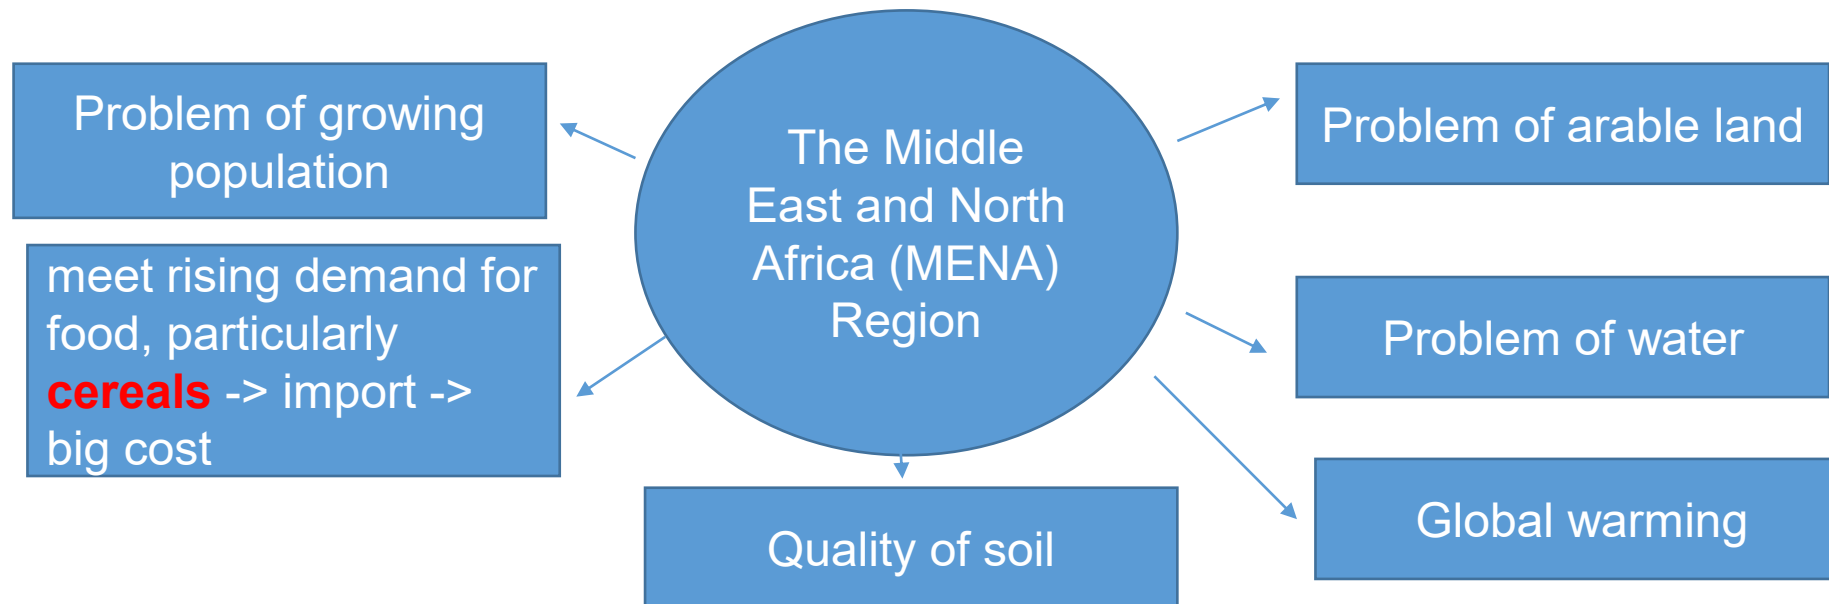 Problem of growing
population
meet rising demand for
food, particularly
cereals -> import ->
big cost
The Middle
East and North
Africa (MENA)
Region
Quality of soil
Problem of arable land
Problem of water
Global warming